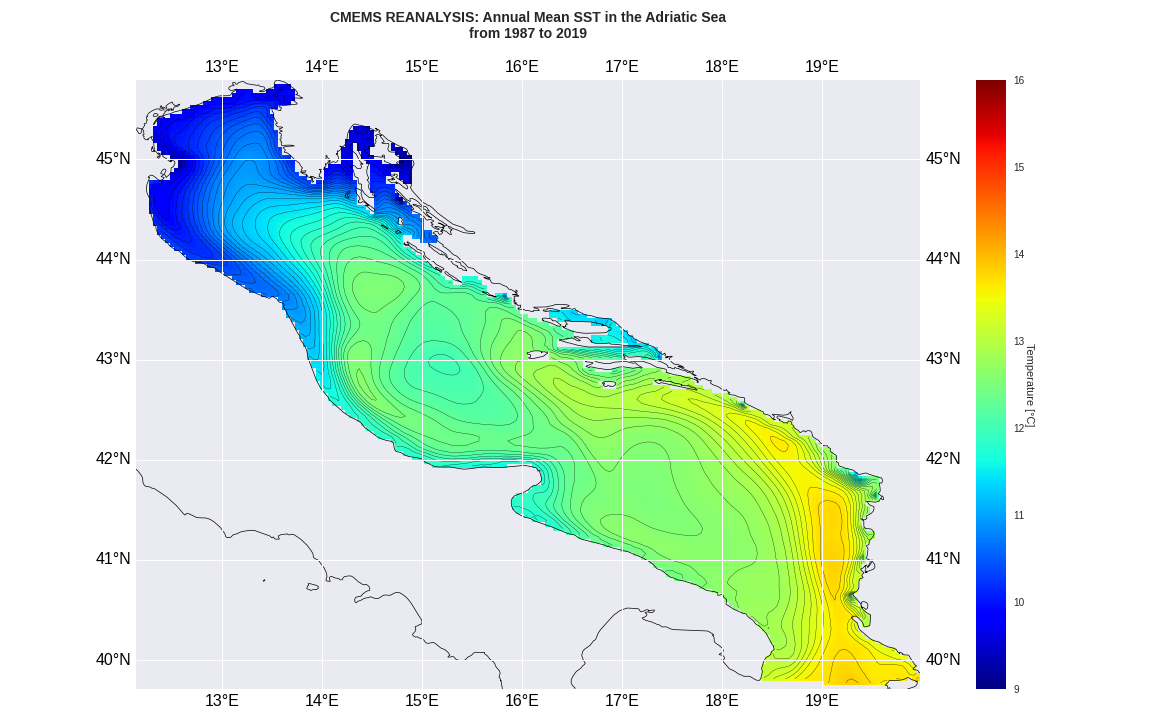 CMEMS REANALYSIS: Annual Mean SST in the Adriatic Sea
from 1987 to 2019
13°E 14°E 15°E 16°E 17°E 18°E 19°E
45°N 45°N
44°N 44°N
43°N 43°N
42°N 42°N
41°N 41°N
40°N 40°N
13°E 14°E 15°E 16°E 17°E 18°E 19°E
16
15
14
13
12
11
10
9
Temperature [°C]